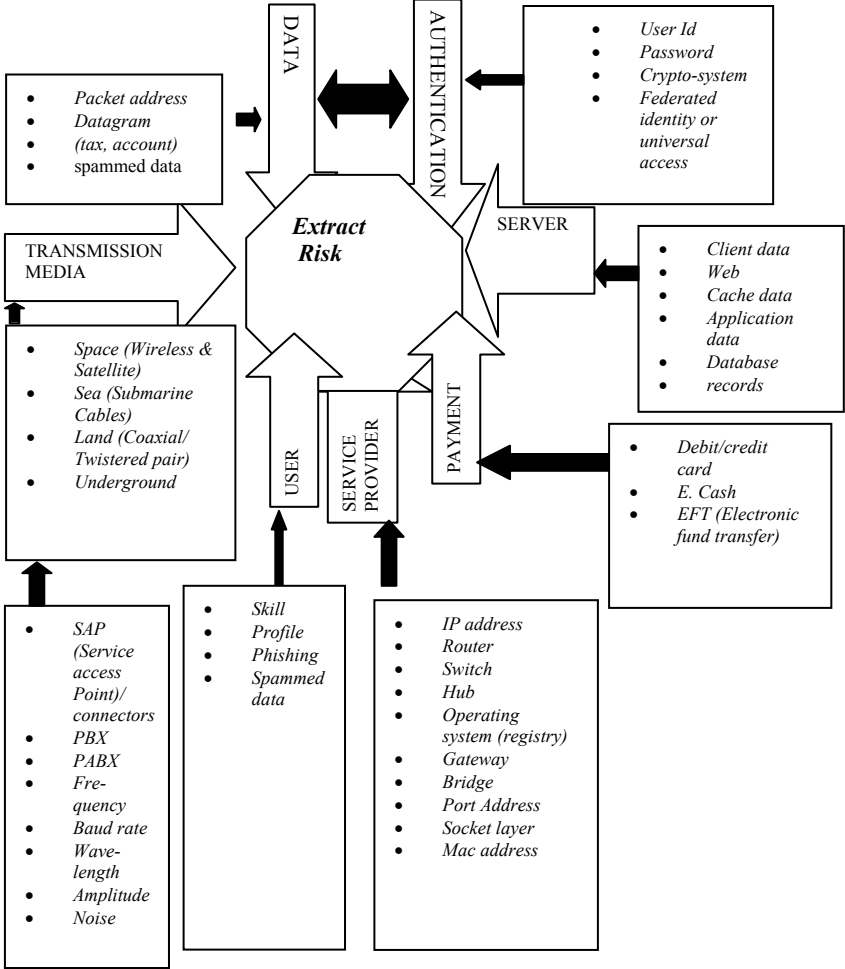 DATA
AUTHENTICATION
User Id
Password
Crypto-system
Federated
identity or
universal
access
Packet address
Datagram
(tax, account)
spammed data
Extract
Risk
SERVER
TRANSMISSION
MEDIA
Client data
Web
Cache data
Application
data
Database
records
Space (Wireless &
Satellite)
Sea (Submarine
Cables)
Land (Coaxial/
Twistered pair)
Underground
USER
SERVICE
PROVIDER
PAYMENT
Debit/credit
card
E. Cash
EFT (Electronic
fund transfer)
SAP
(Service
access
Point)/
connectors
PBX
PABX
Fre-
quency
Baud rate
Wave-
length
Amplitude
Noise
Skill
Profile
Phishing
Spammed
data
IP address
Router
Switch
Hub
Operating
system (registry)
Gateway
Bridge
Port Address
Socket layer
Mac address